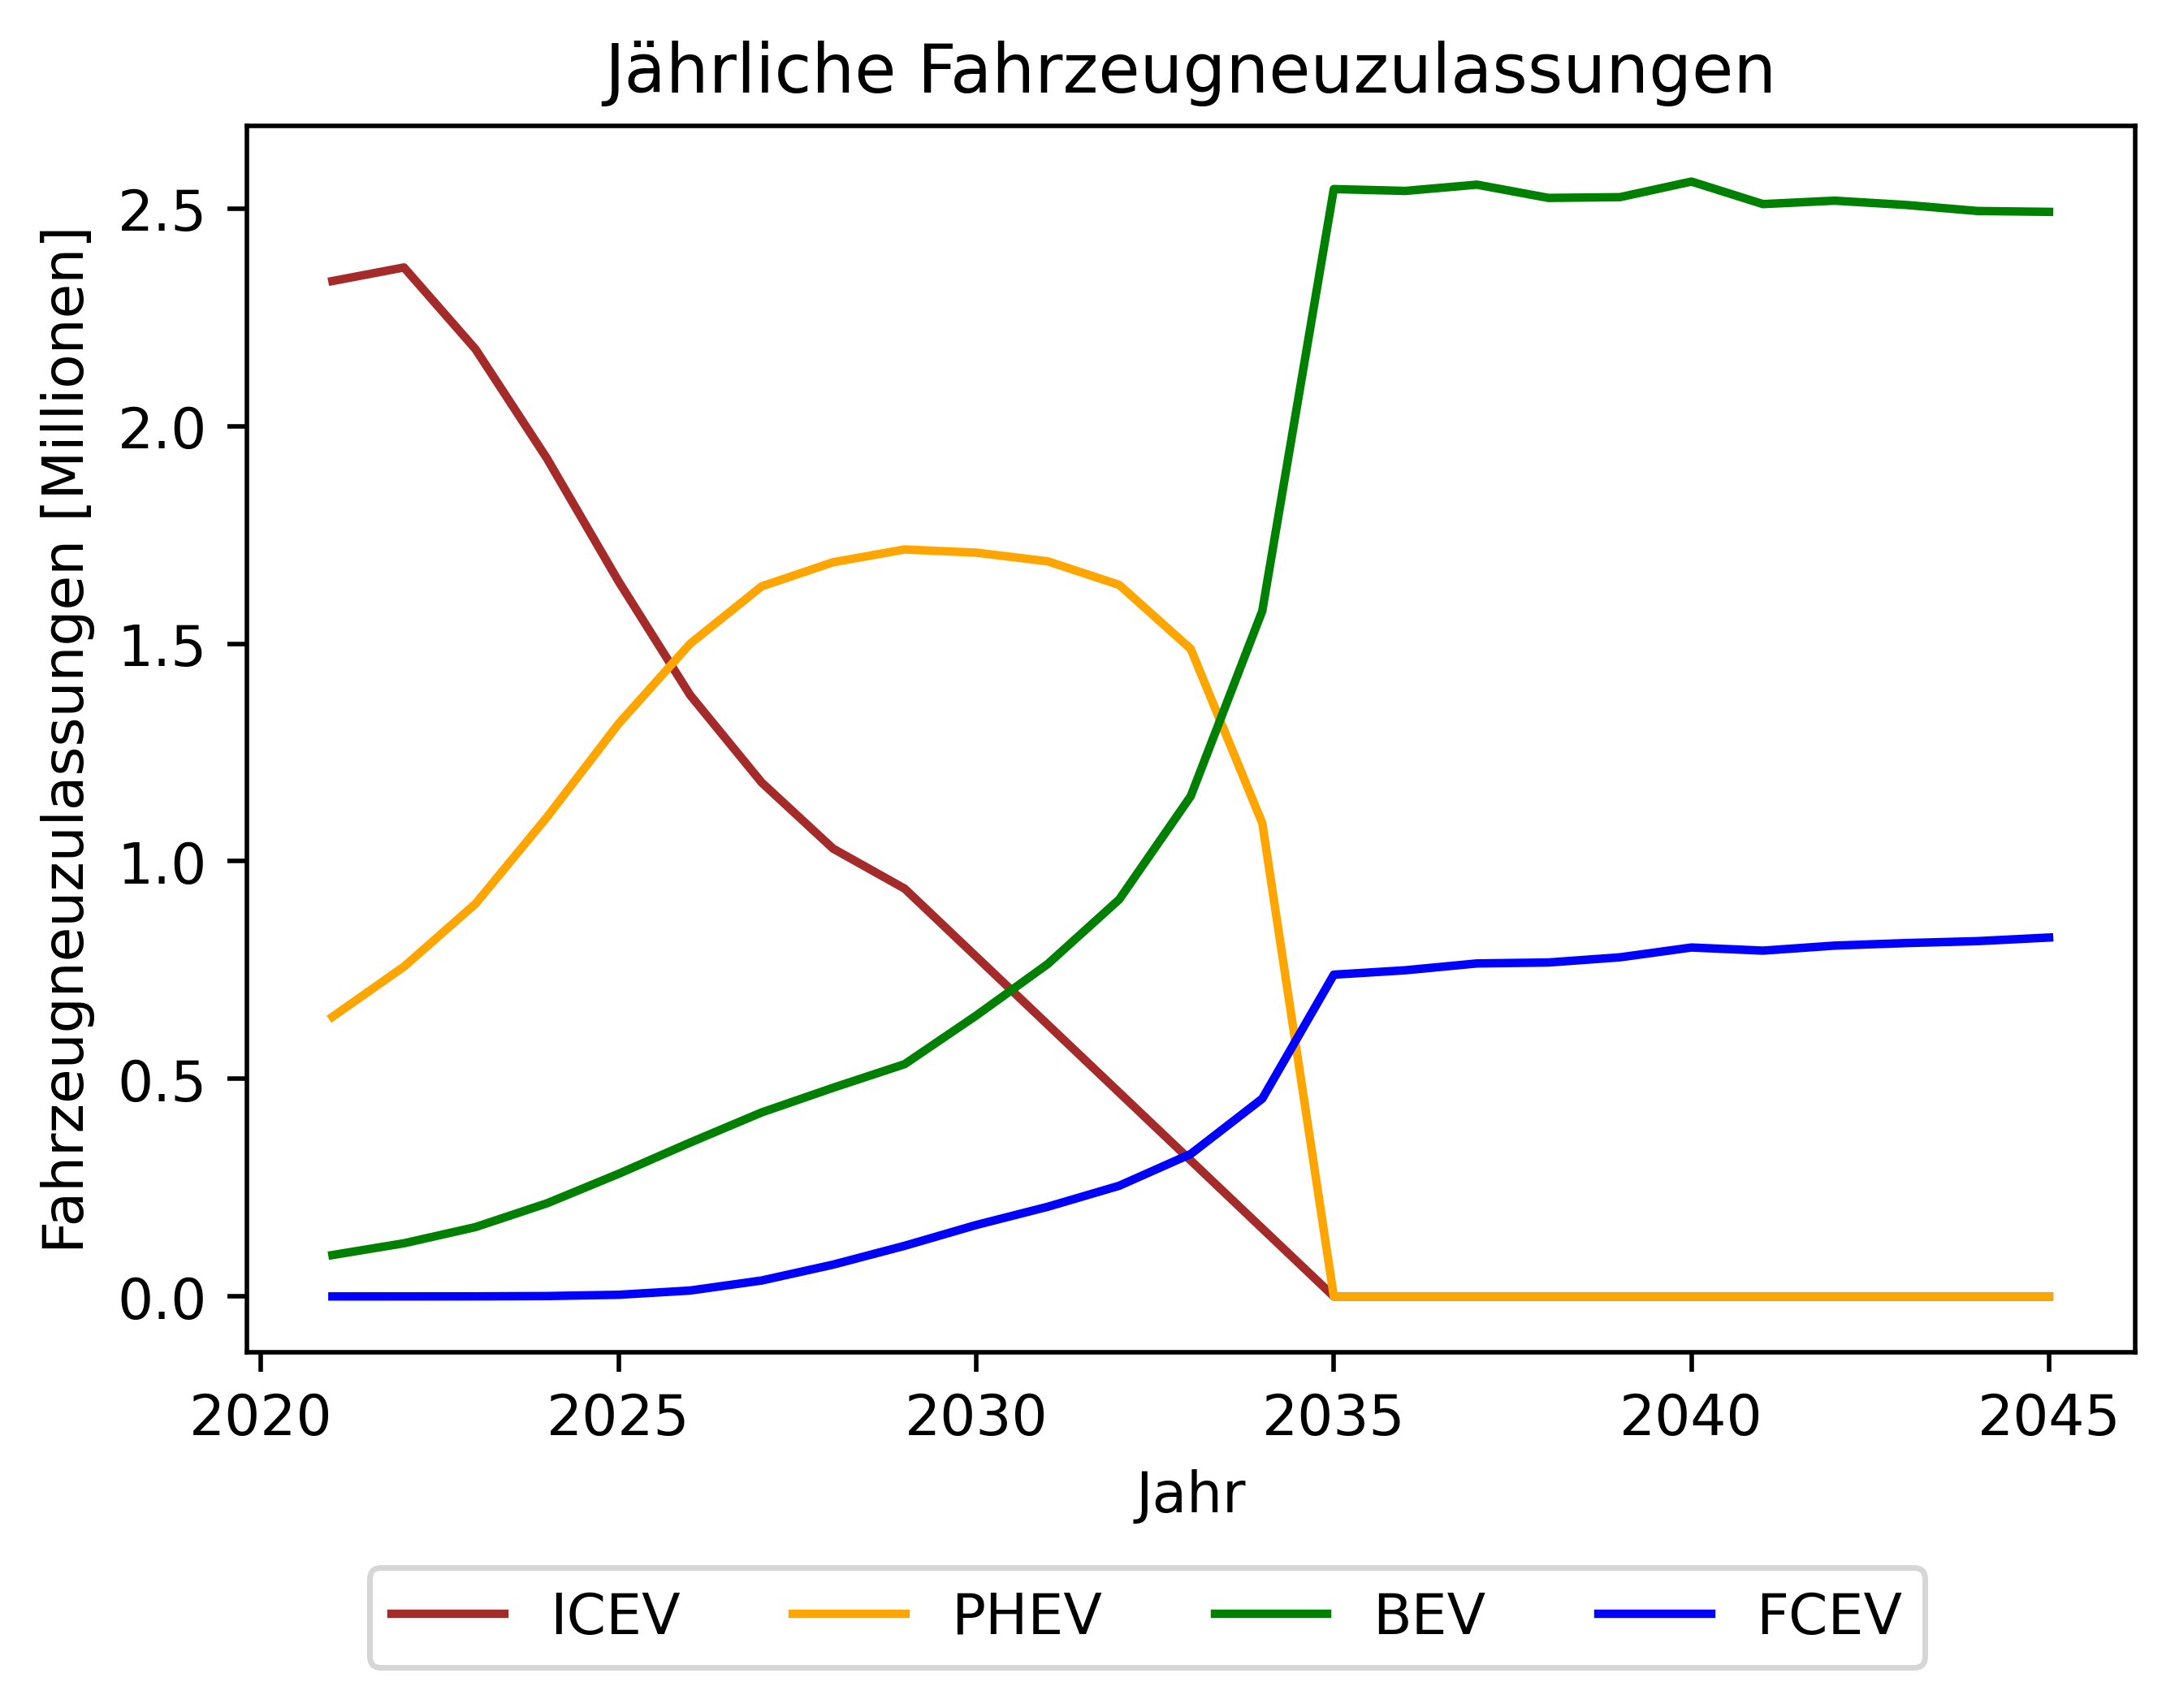 Jährliche Fahrzeugneuzulassungen
Fahrzeugneuzulassungen [Millionen]
2.5
2.0
1.5
1.0
0.5
0.0
2020 2025 2030 2035 2040 2045
Jahr
ICEV PHEV BEV FCEV